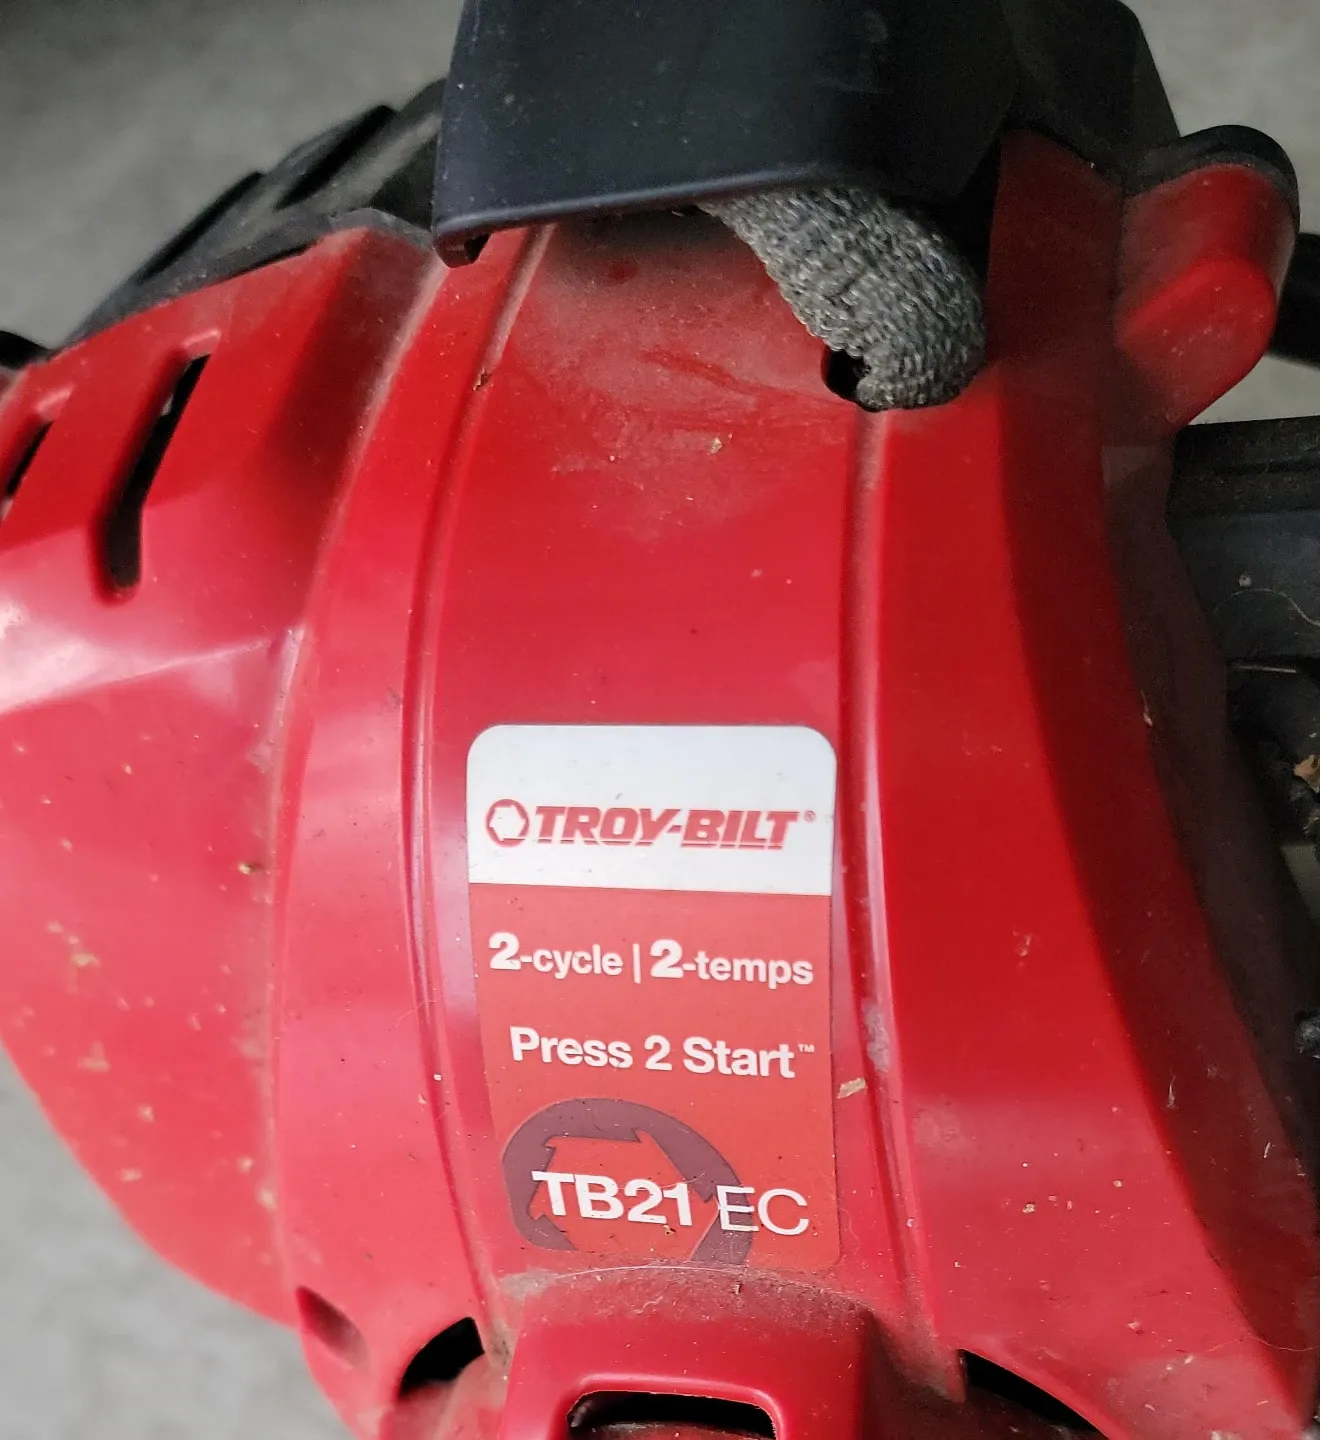 TROY-BILT®
2-cycle | 2-temps
Press 2 Start™
TB21 EC